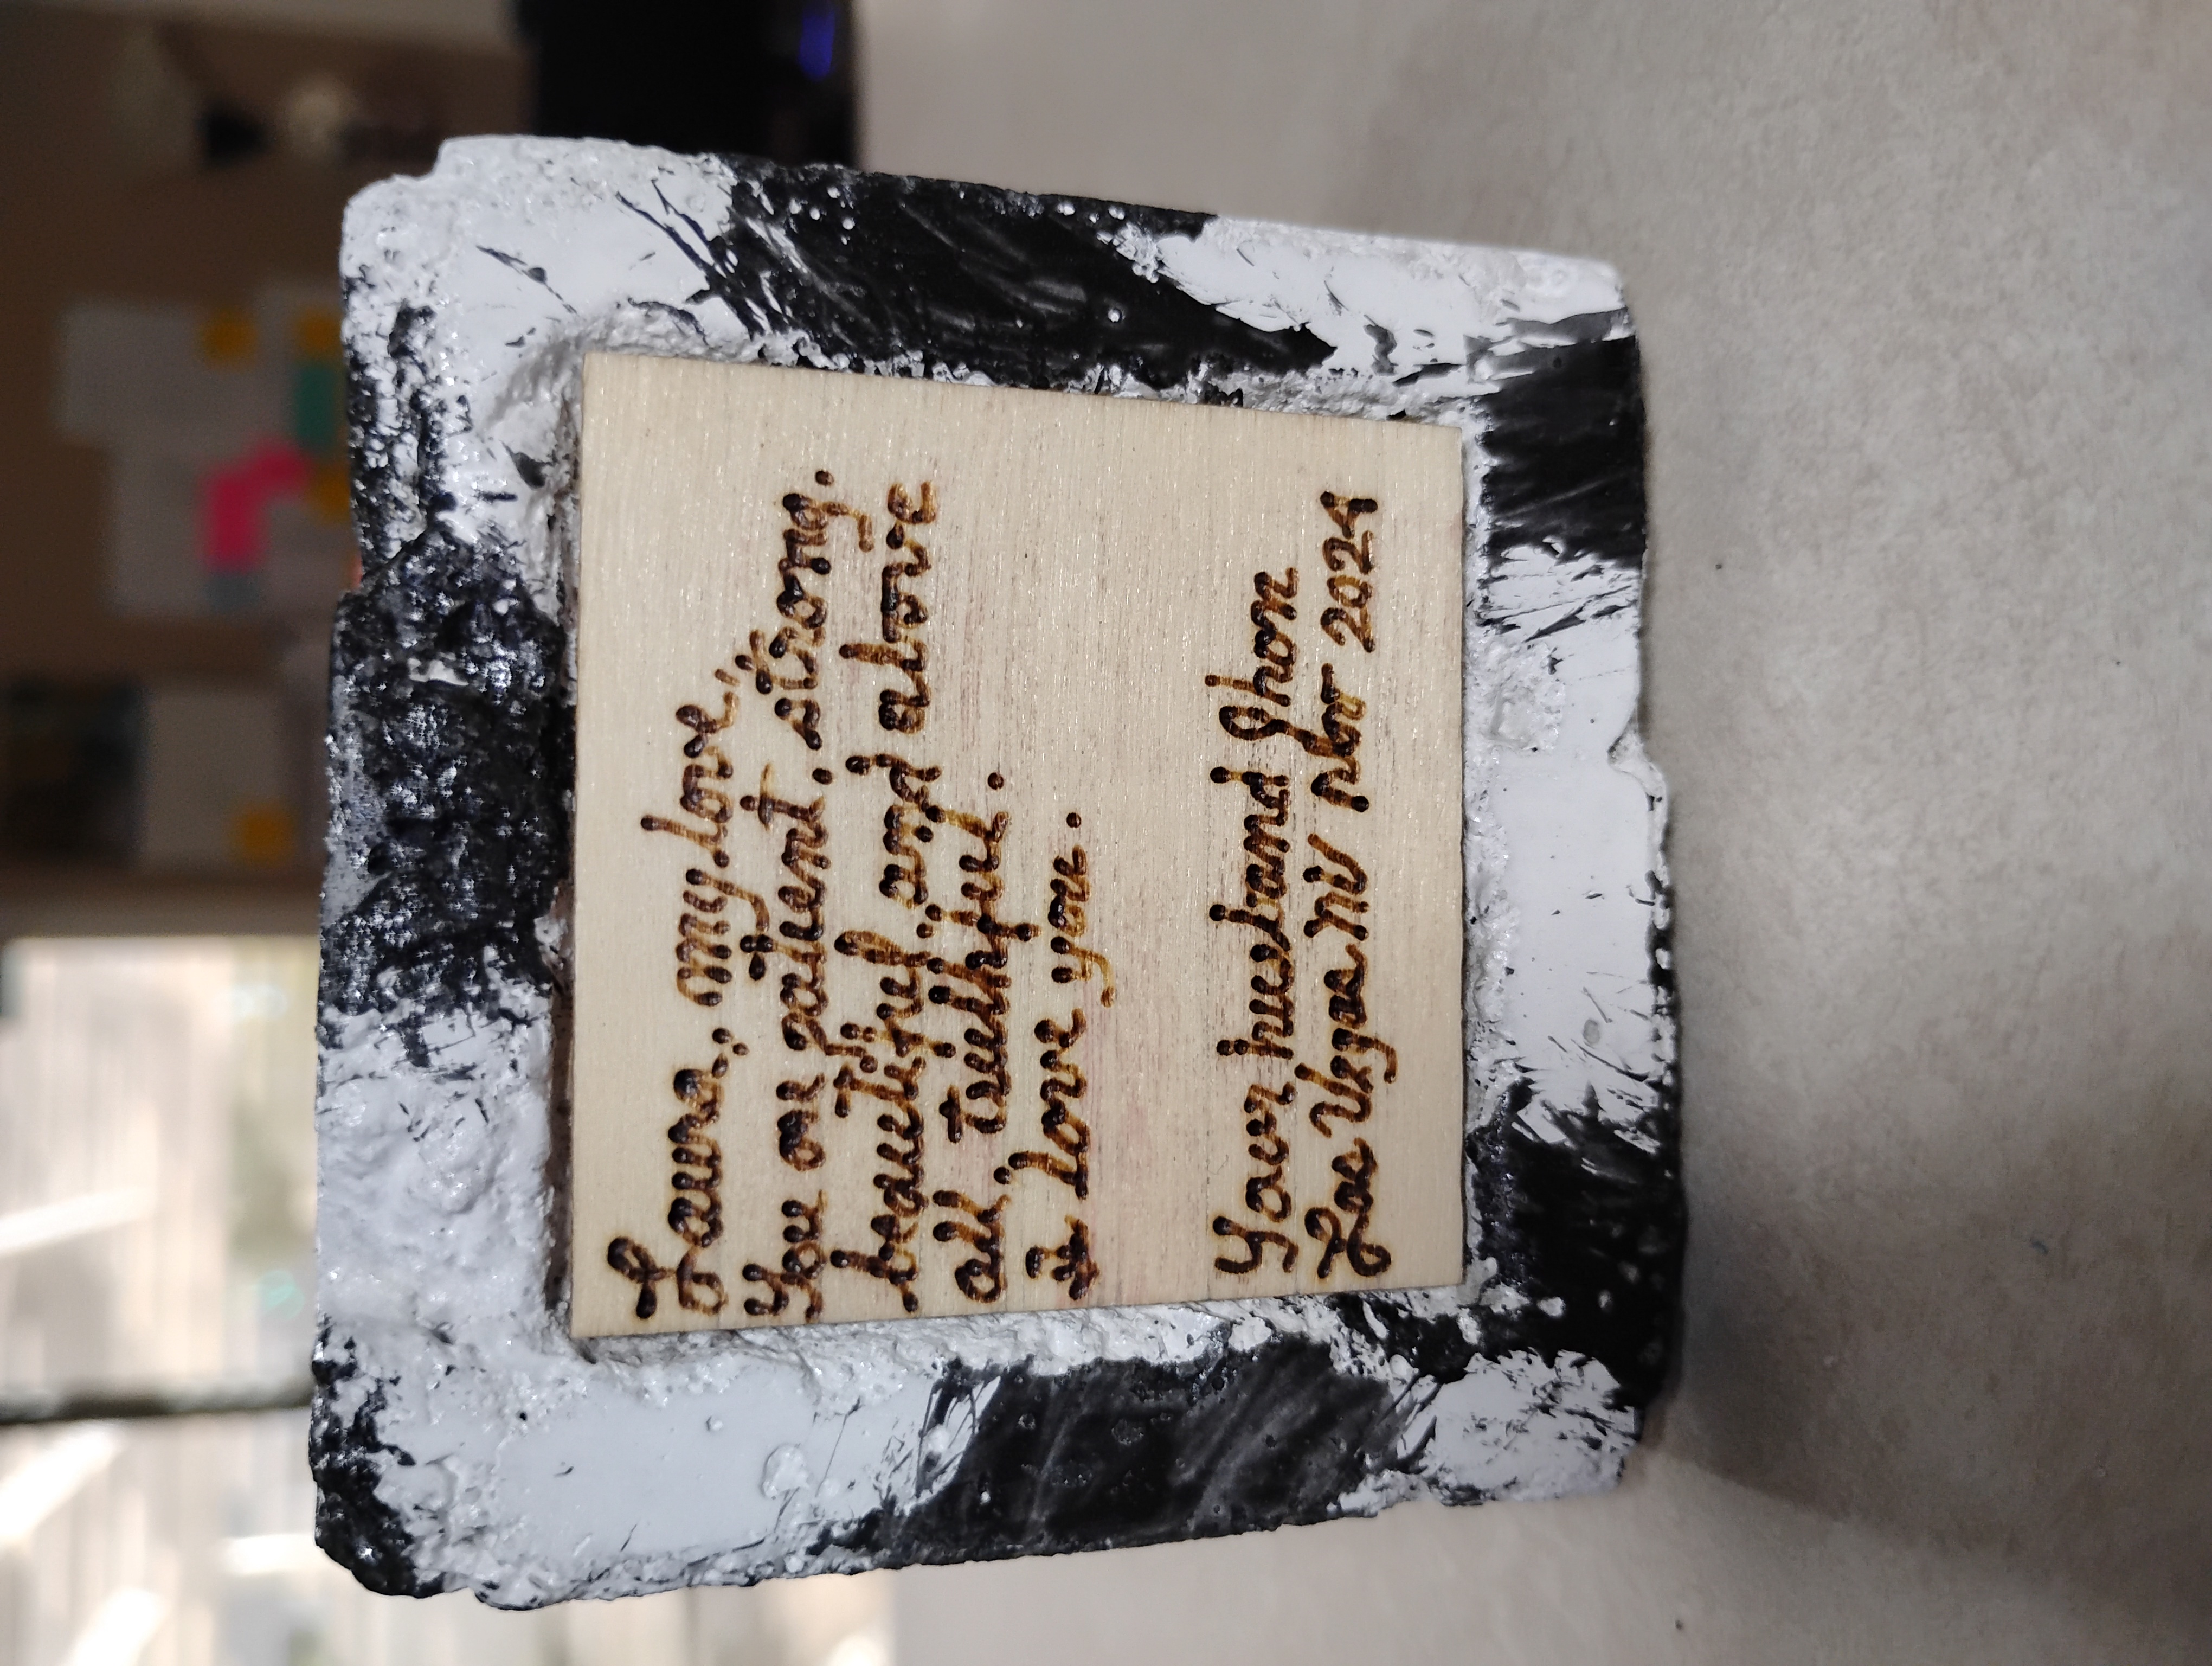 Laura, my love,
You are patient, strong,
beautiful, and above
all, truthful.
I love you.
Your husband Jhon
Las Vegas NV Nov 2024